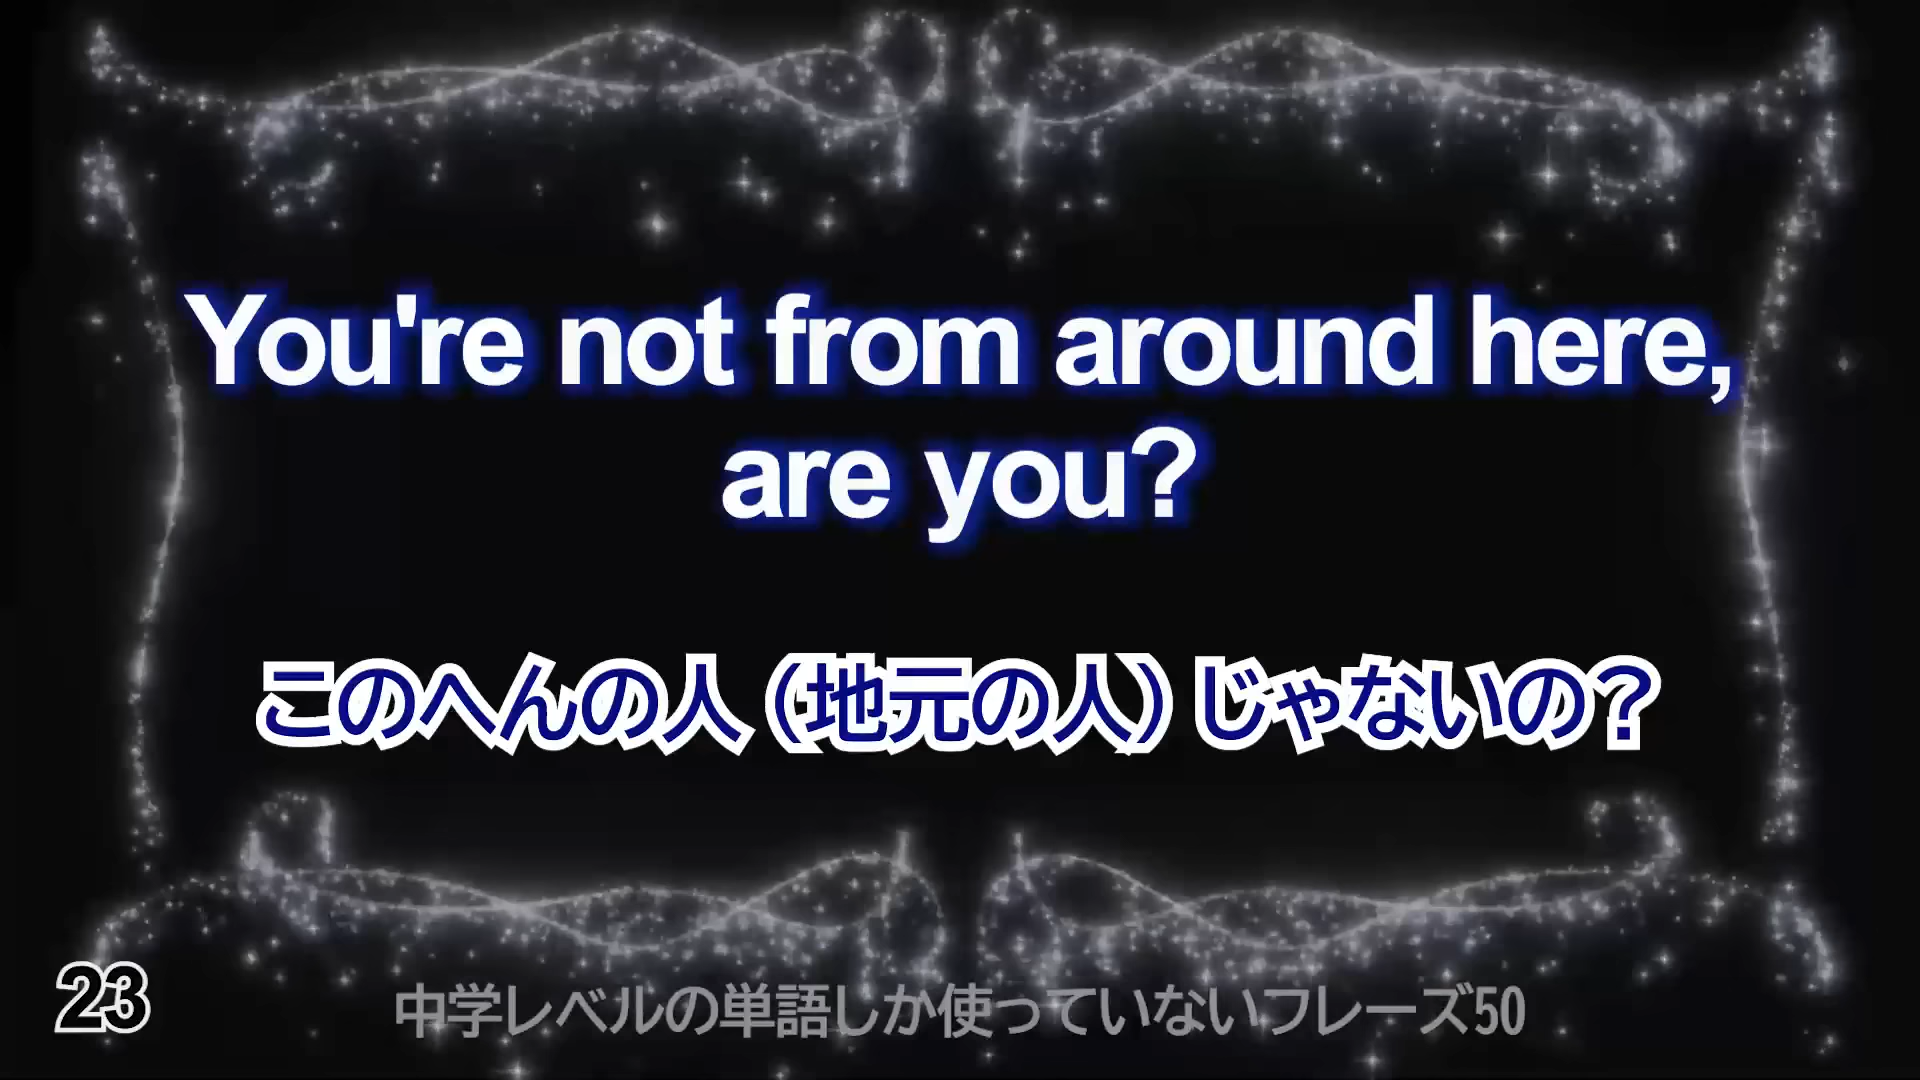 You're not from around here,
are you?
このへんの人（地元の人）じゃないの？
23
中学レベルの単語しか使っていないフレーズ50